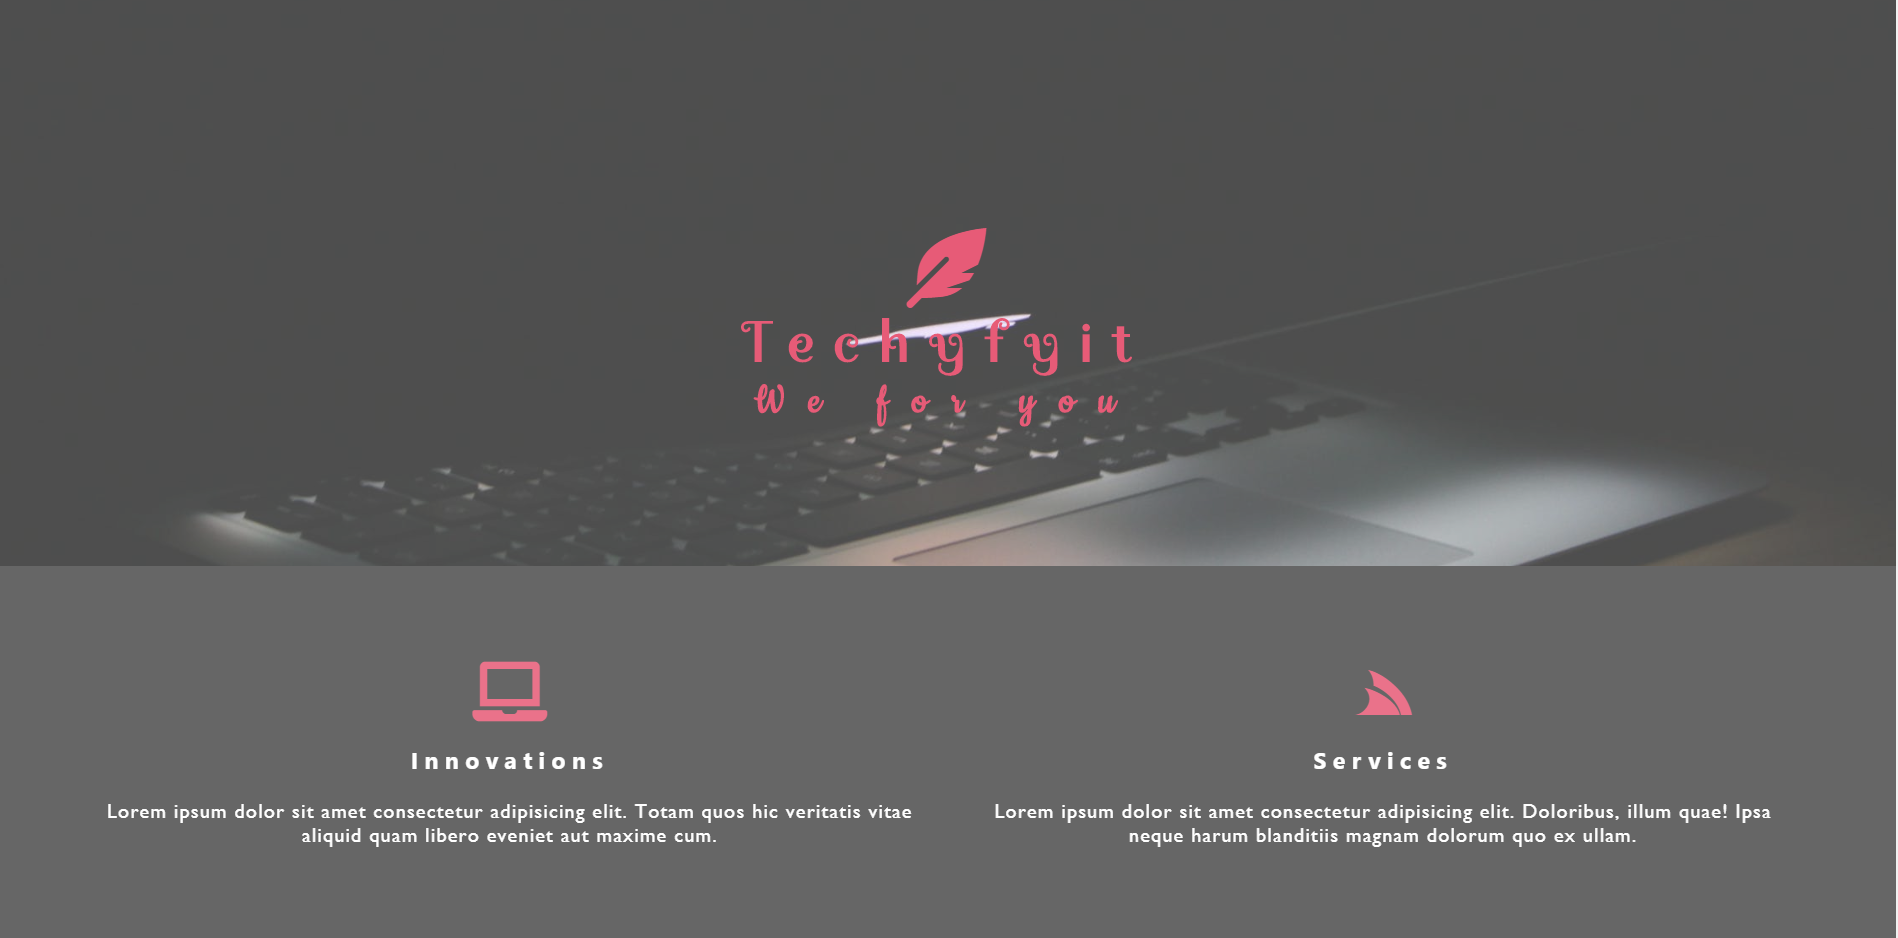 Techyfyit
We for you
Innovations
Services
Lorem ipsum dolor sit amet consectetur adipisicing elit. Totam quos hic veritatis vitae
aliquid quam libero eveniet aut maxime cum.
Lorem ipsum dolor sit amet consectetur adipisicing elit. Doloribus, illum quae! Ipsa
neque harum blanditiis magnam dolorum quo ex ullam.